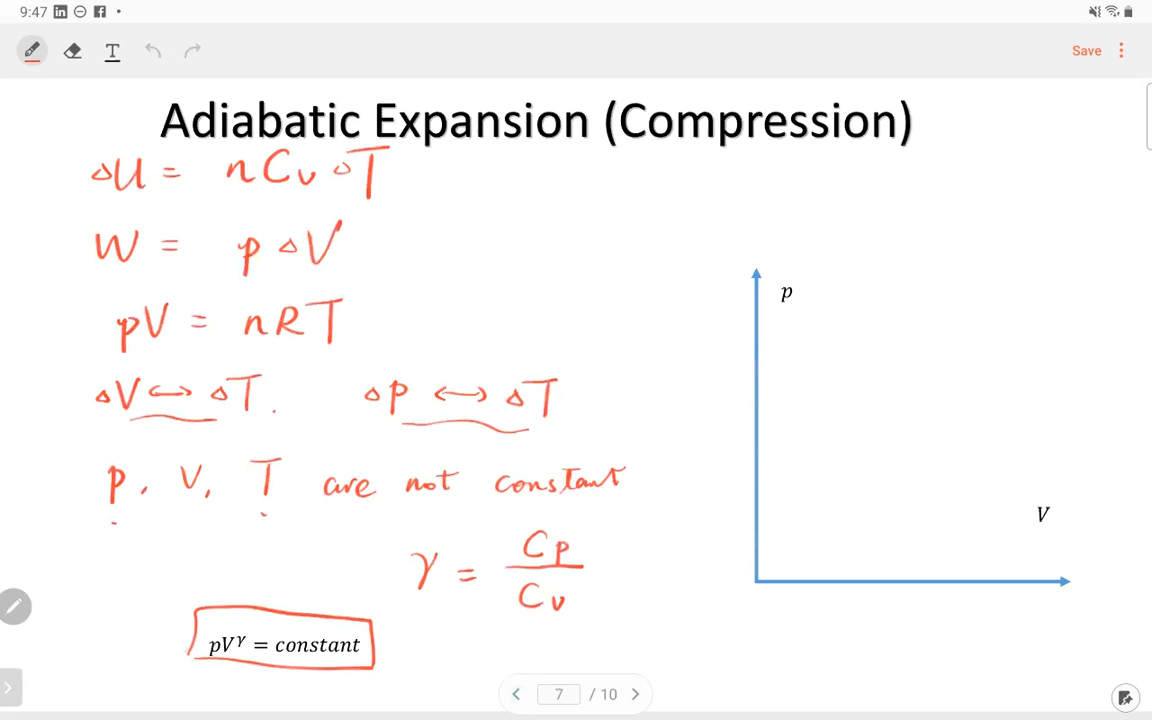 9:47
Save
Adiabatic Expansion (Compression)
ΔU = nCvΔT
W = pΔV
pV = nRT
ΔV ↔ ΔT. ΔP ↔ ΔT
p, V, T are not constant
γ = Cp/Cv
pV^γ = constant
p
V
7 / 10